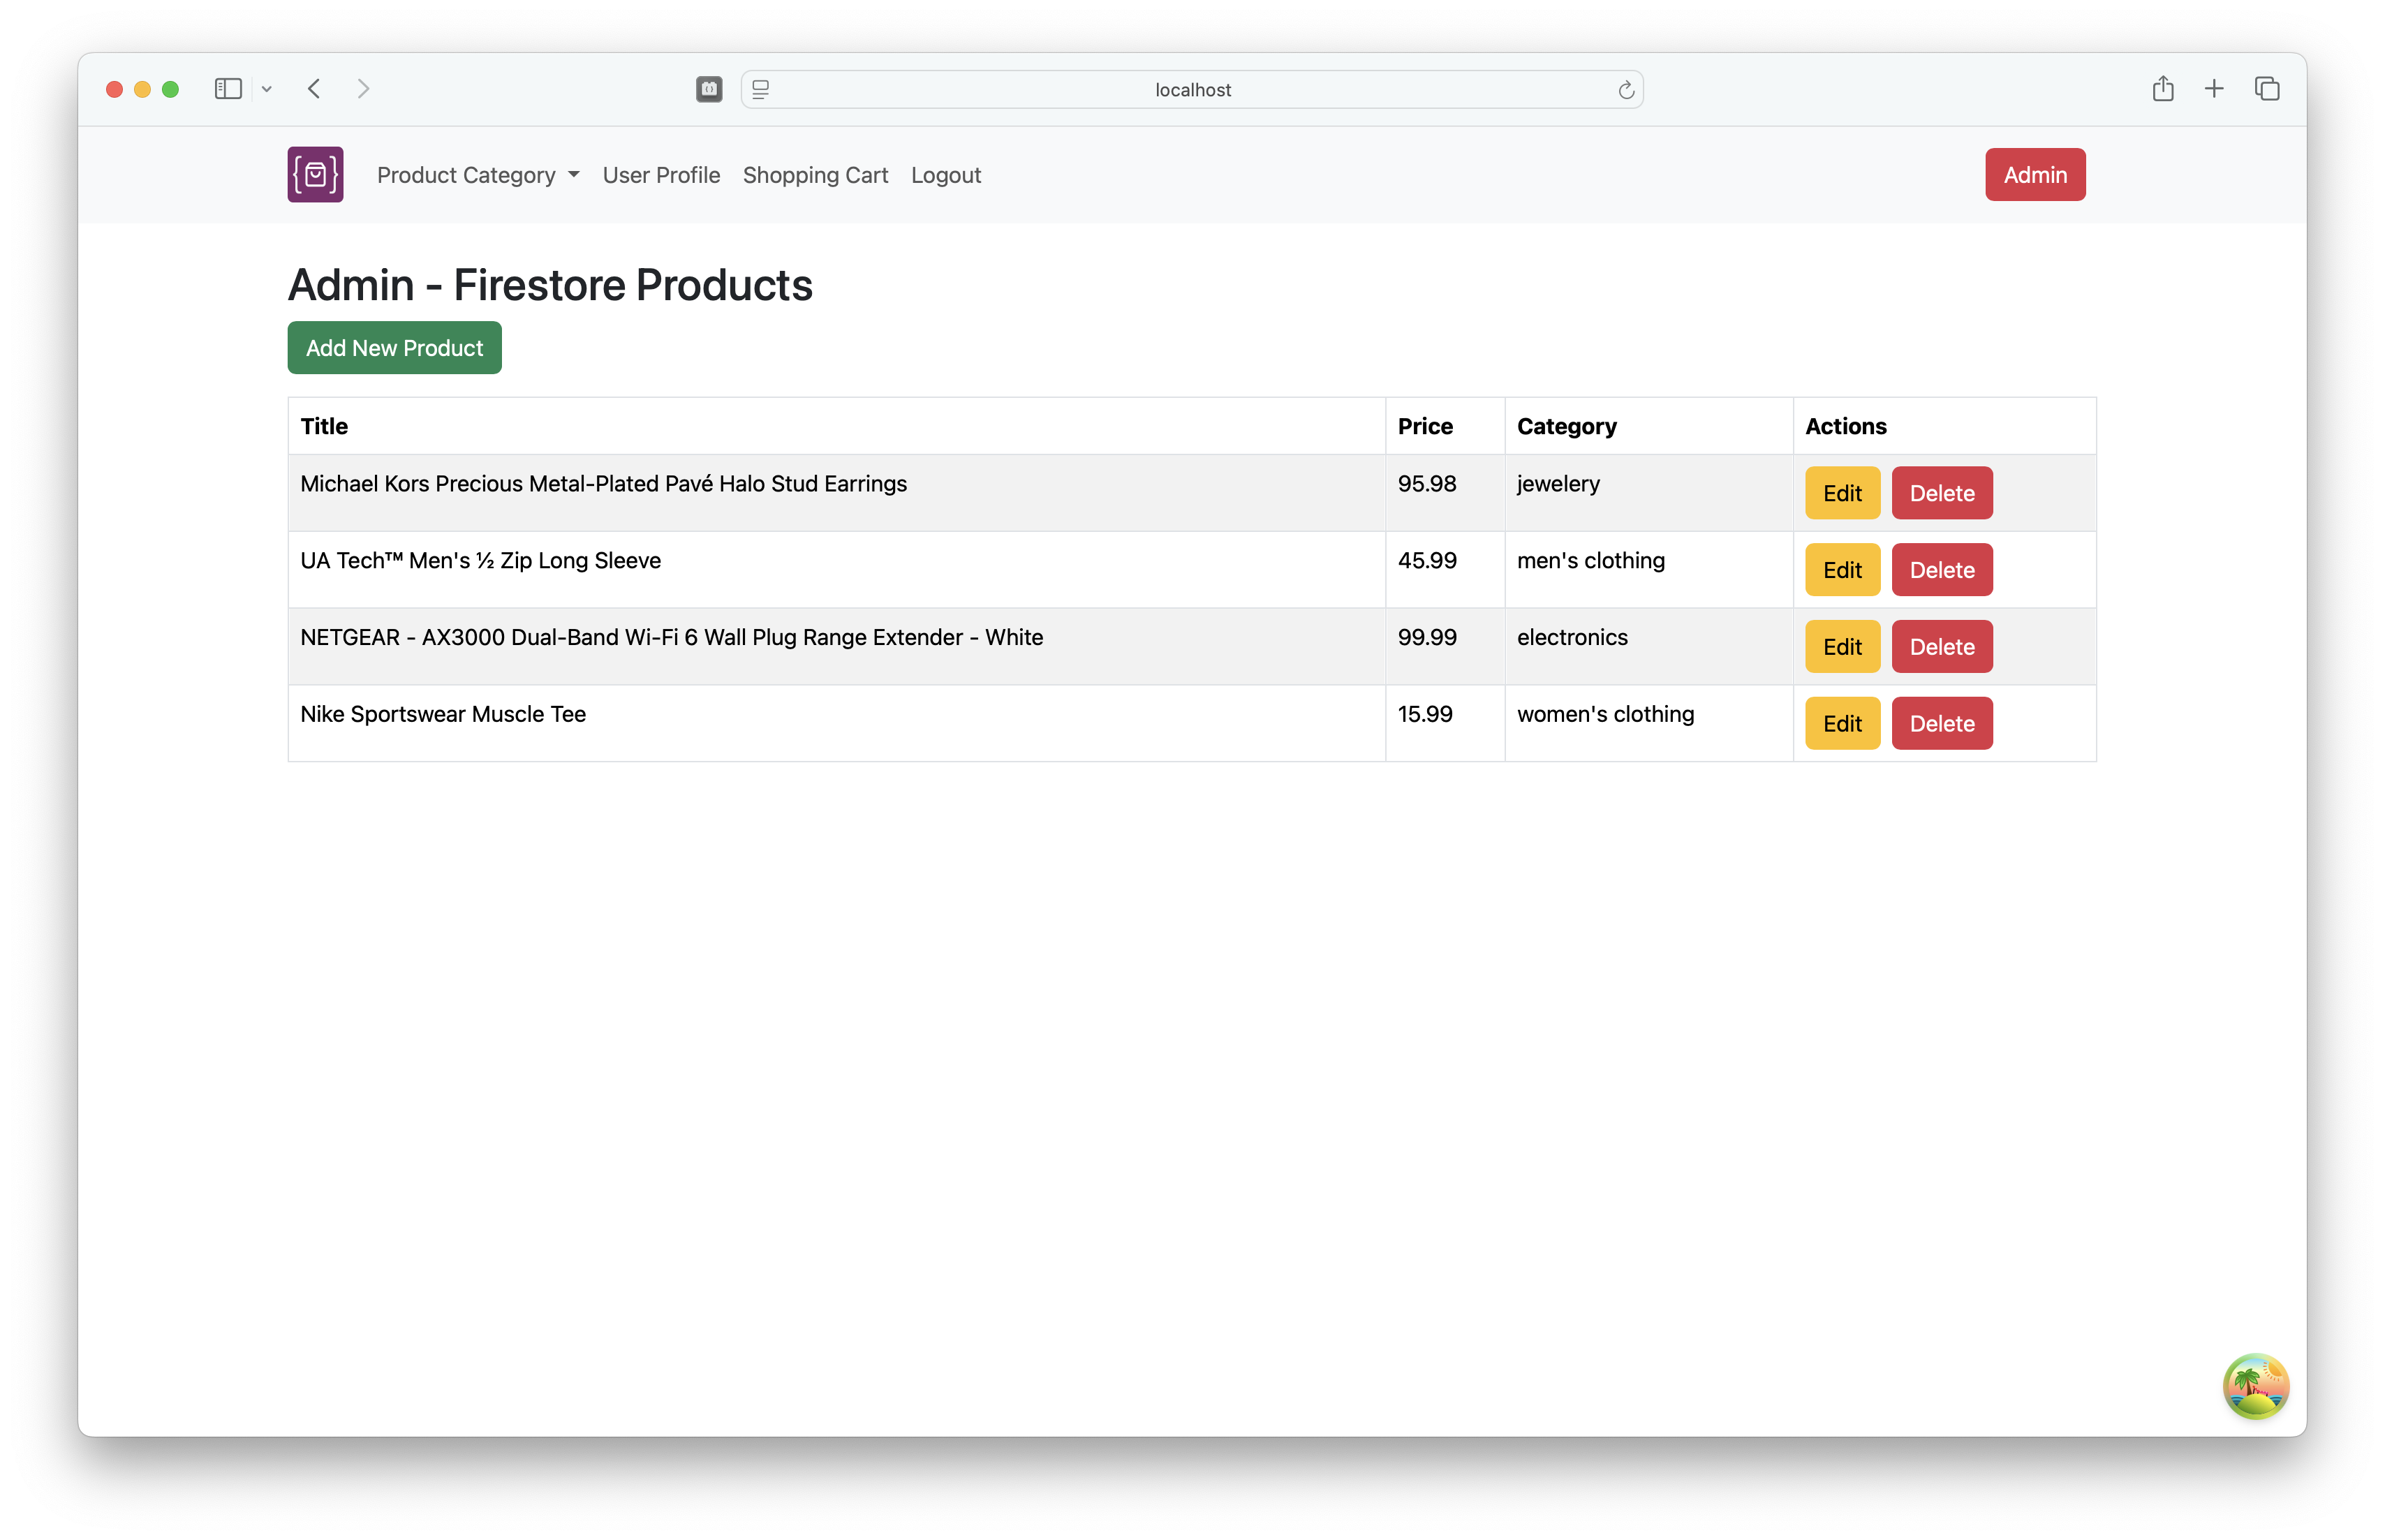 localhost
Product Category User Profile Shopping Cart Logout Admin
Admin - Firestore Products
Add New Product
Title Price Category Actions
Michael Kors Precious Metal-Plated Pavé Halo Stud Earrings 95.98 jewelery Edit Delete
UA Tech™ Men's ½ Zip Long Sleeve 45.99 men's clothing Edit Delete
NETGEAR - AX3000 Dual-Band Wi-Fi 6 Wall Plug Range Extender - White 99.99 electronics Edit Delete
Nike Sportswear Muscle Tee 15.99 women's clothing Edit Delete